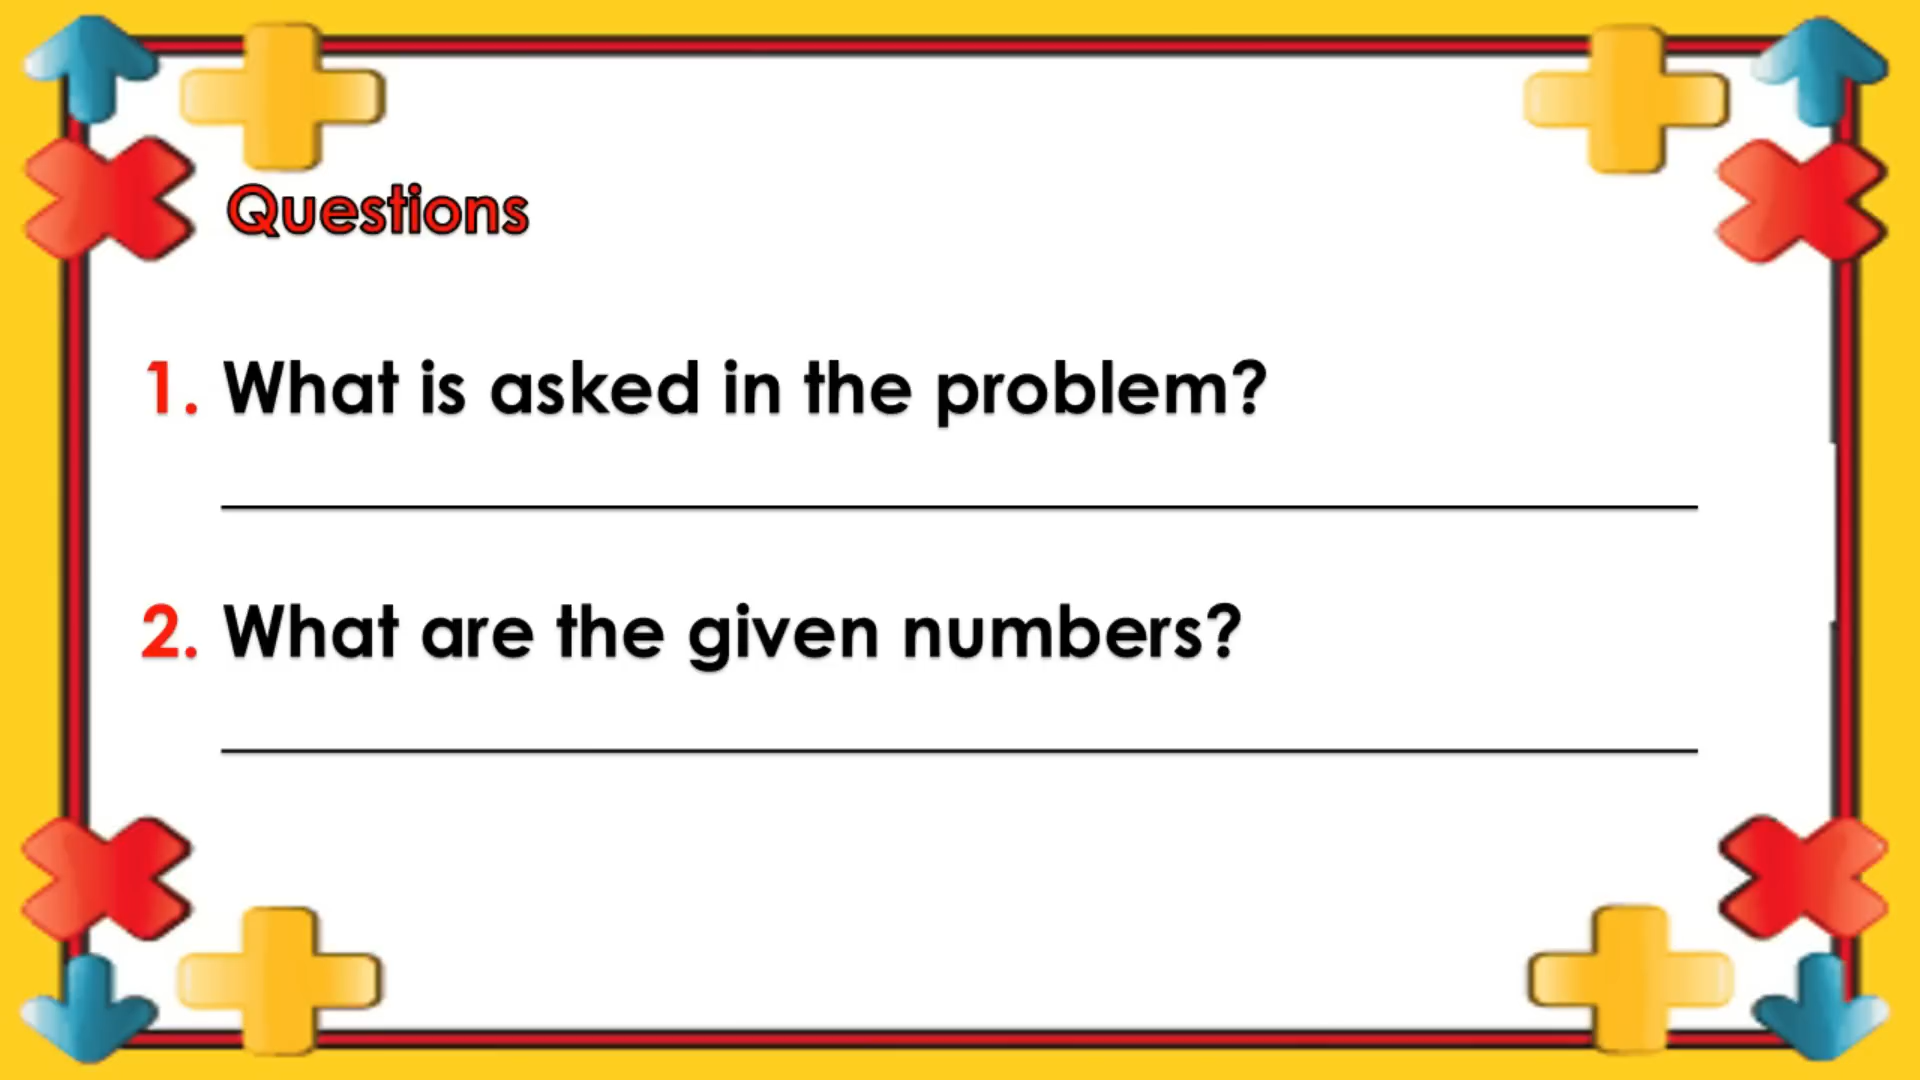 Questions
1. What is asked in the problem?
2. What are the given numbers?